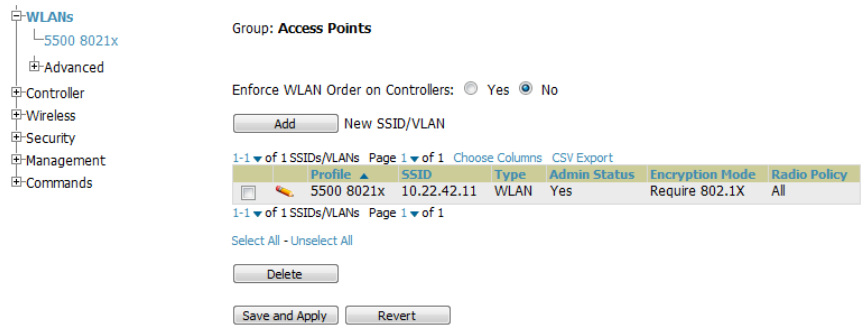 WLANs
5500 8021x
Advanced
Controller
Wireless
Security
Management
Commands
Group: Access Points
Enforce WLAN Order on Controllers: Yes No
Add New SSID/VLAN
1-1 of 1 SSIDs/VLANs Page 1 of 1 Choose Columns CSV Export
Profile SSID Type Admin Status Encryption Mode Radio Policy
5500 8021x 10.22.42.11 WLAN Yes Require 802.1X All
1-1 of 1 SSIDs/VLANs Page 1 of 1
Select All - Unselect All
Delete
Save and Apply Revert